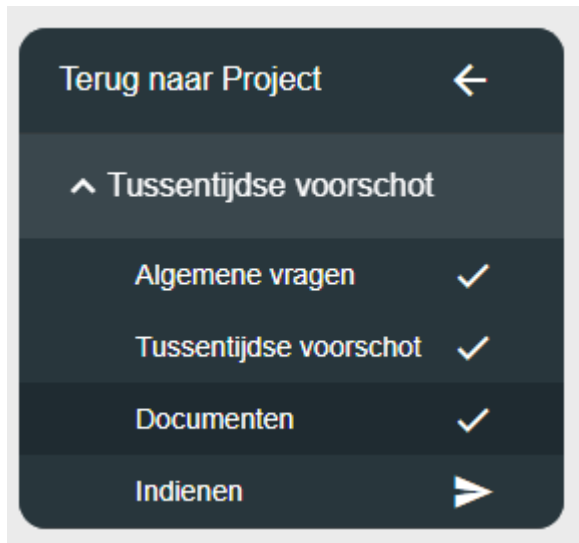 Terug naar Project
Tussentijdse voorschot
Algemene vragen
Tussentijdse voorschot
Documenten
Indienen